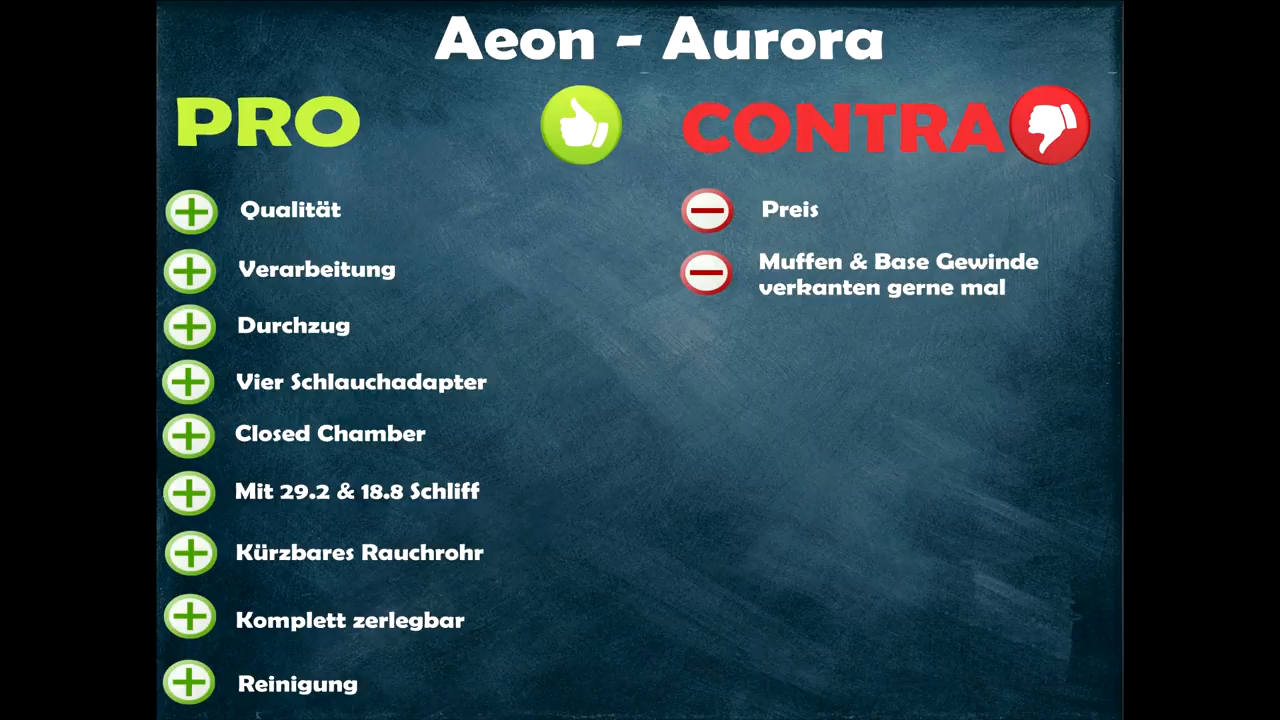 Aeon - Aurora
PRO
Qualität
Verarbeitung
Durchzug
Vier Schlauchadapter
Closed Chamber
Mit 29.2 & 18.8 Schliff
Kürzbares Rauchrohr
Komplett zerlegbar
Reinigung
CONTRA
Preis
Muffen & Base Gewinde
verkanten gerne mal